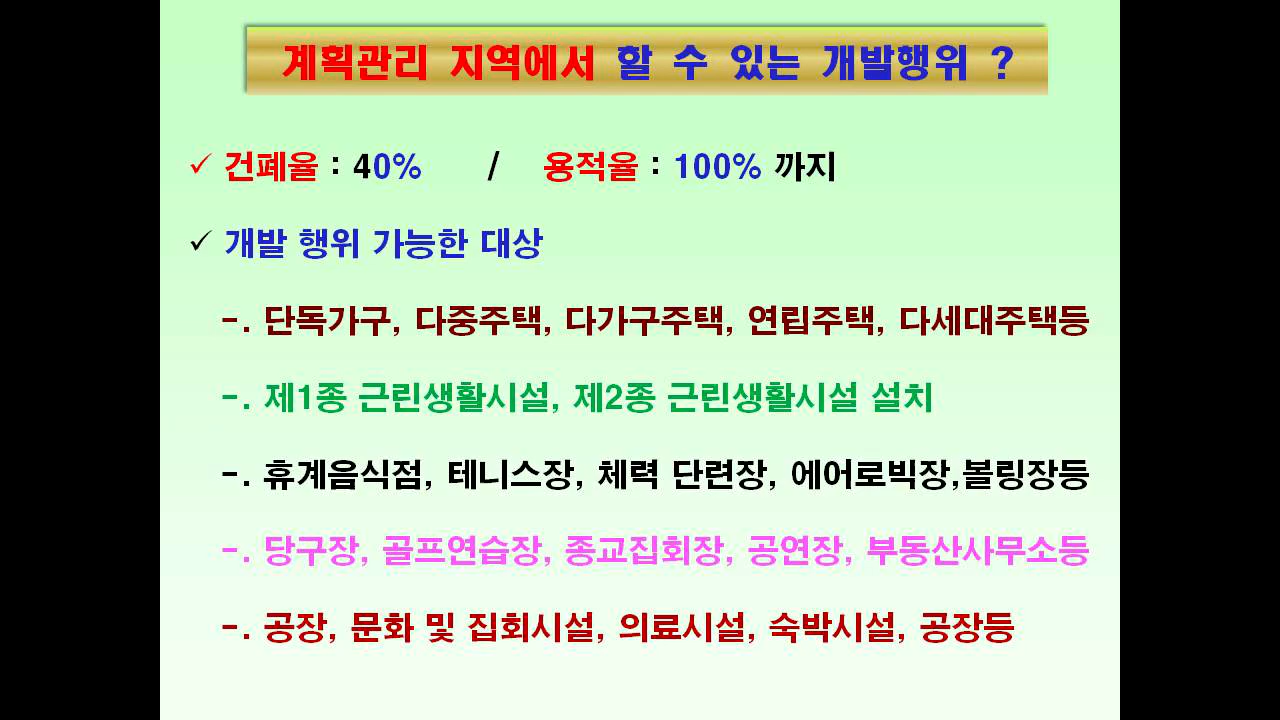 계획관리 지역에서 할 수 있는 개발행위 ?
✓ 건폐율 : 40% / 용적율 : 100% 까지
✓ 개발 행위 가능한 대상
-. 단독가구, 다중주택, 다가구주택, 연립주택, 다세대주택등
-. 제1종 근린생활시설, 제2종 근린생활시설 설치
-. 휴계음식점, 테니스장, 체력 단련장, 에어로빅장,볼링장등
-. 당구장, 골프연습장, 종교집회장, 공연장, 부동산사무소등
-. 공장, 문화 및 집회시설, 의료시설, 숙박시설, 공장등